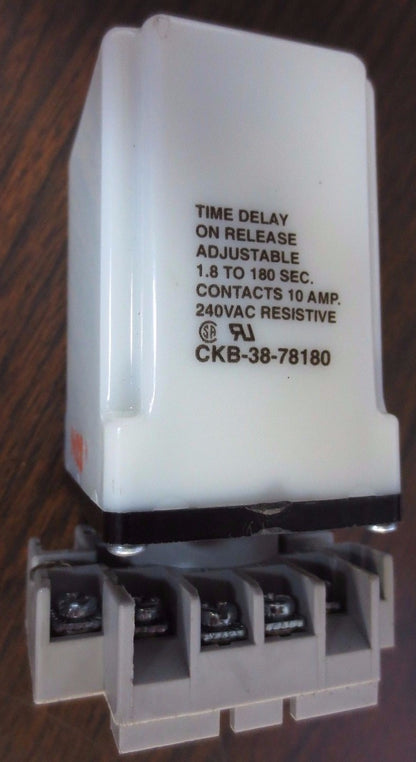 TIME DELAY
ON RELEASE
ADJUSTABLE
1.8 TO 180 SEC.
CONTACTS 10 AMP.
240VAC RESISTIVE
CKB-38-78180